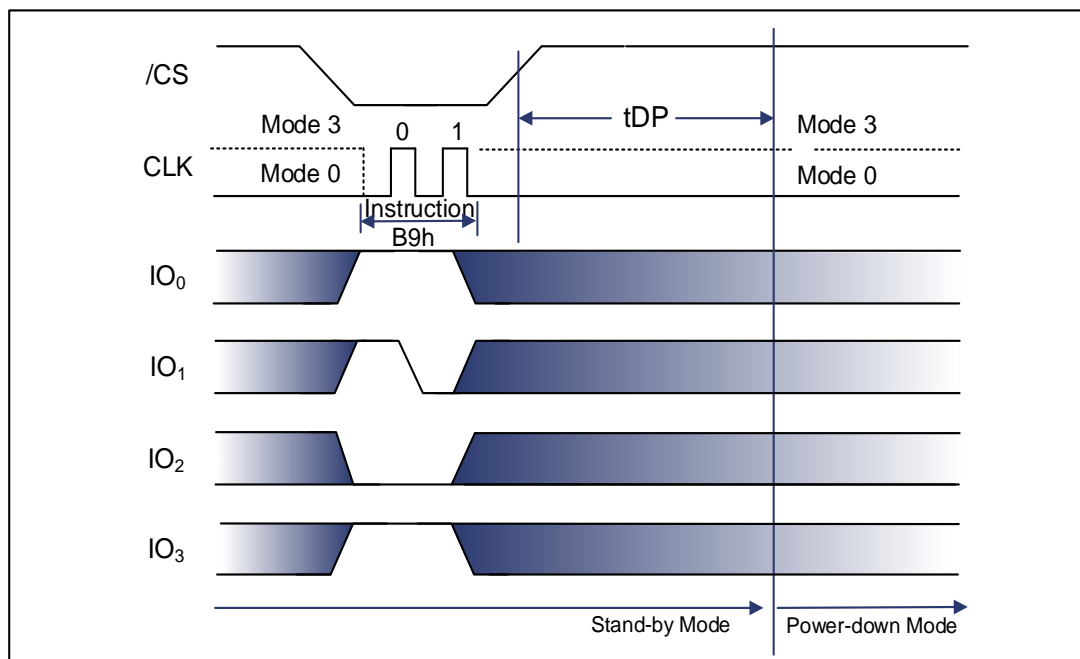 /CS
tDP
Mode 3 0 1 Mode 3
CLK Mode 0 Mode 0
Instruction
B9h
IO₀
IO₁
IO₂
IO₃
Stand-by Mode Power-down Mode